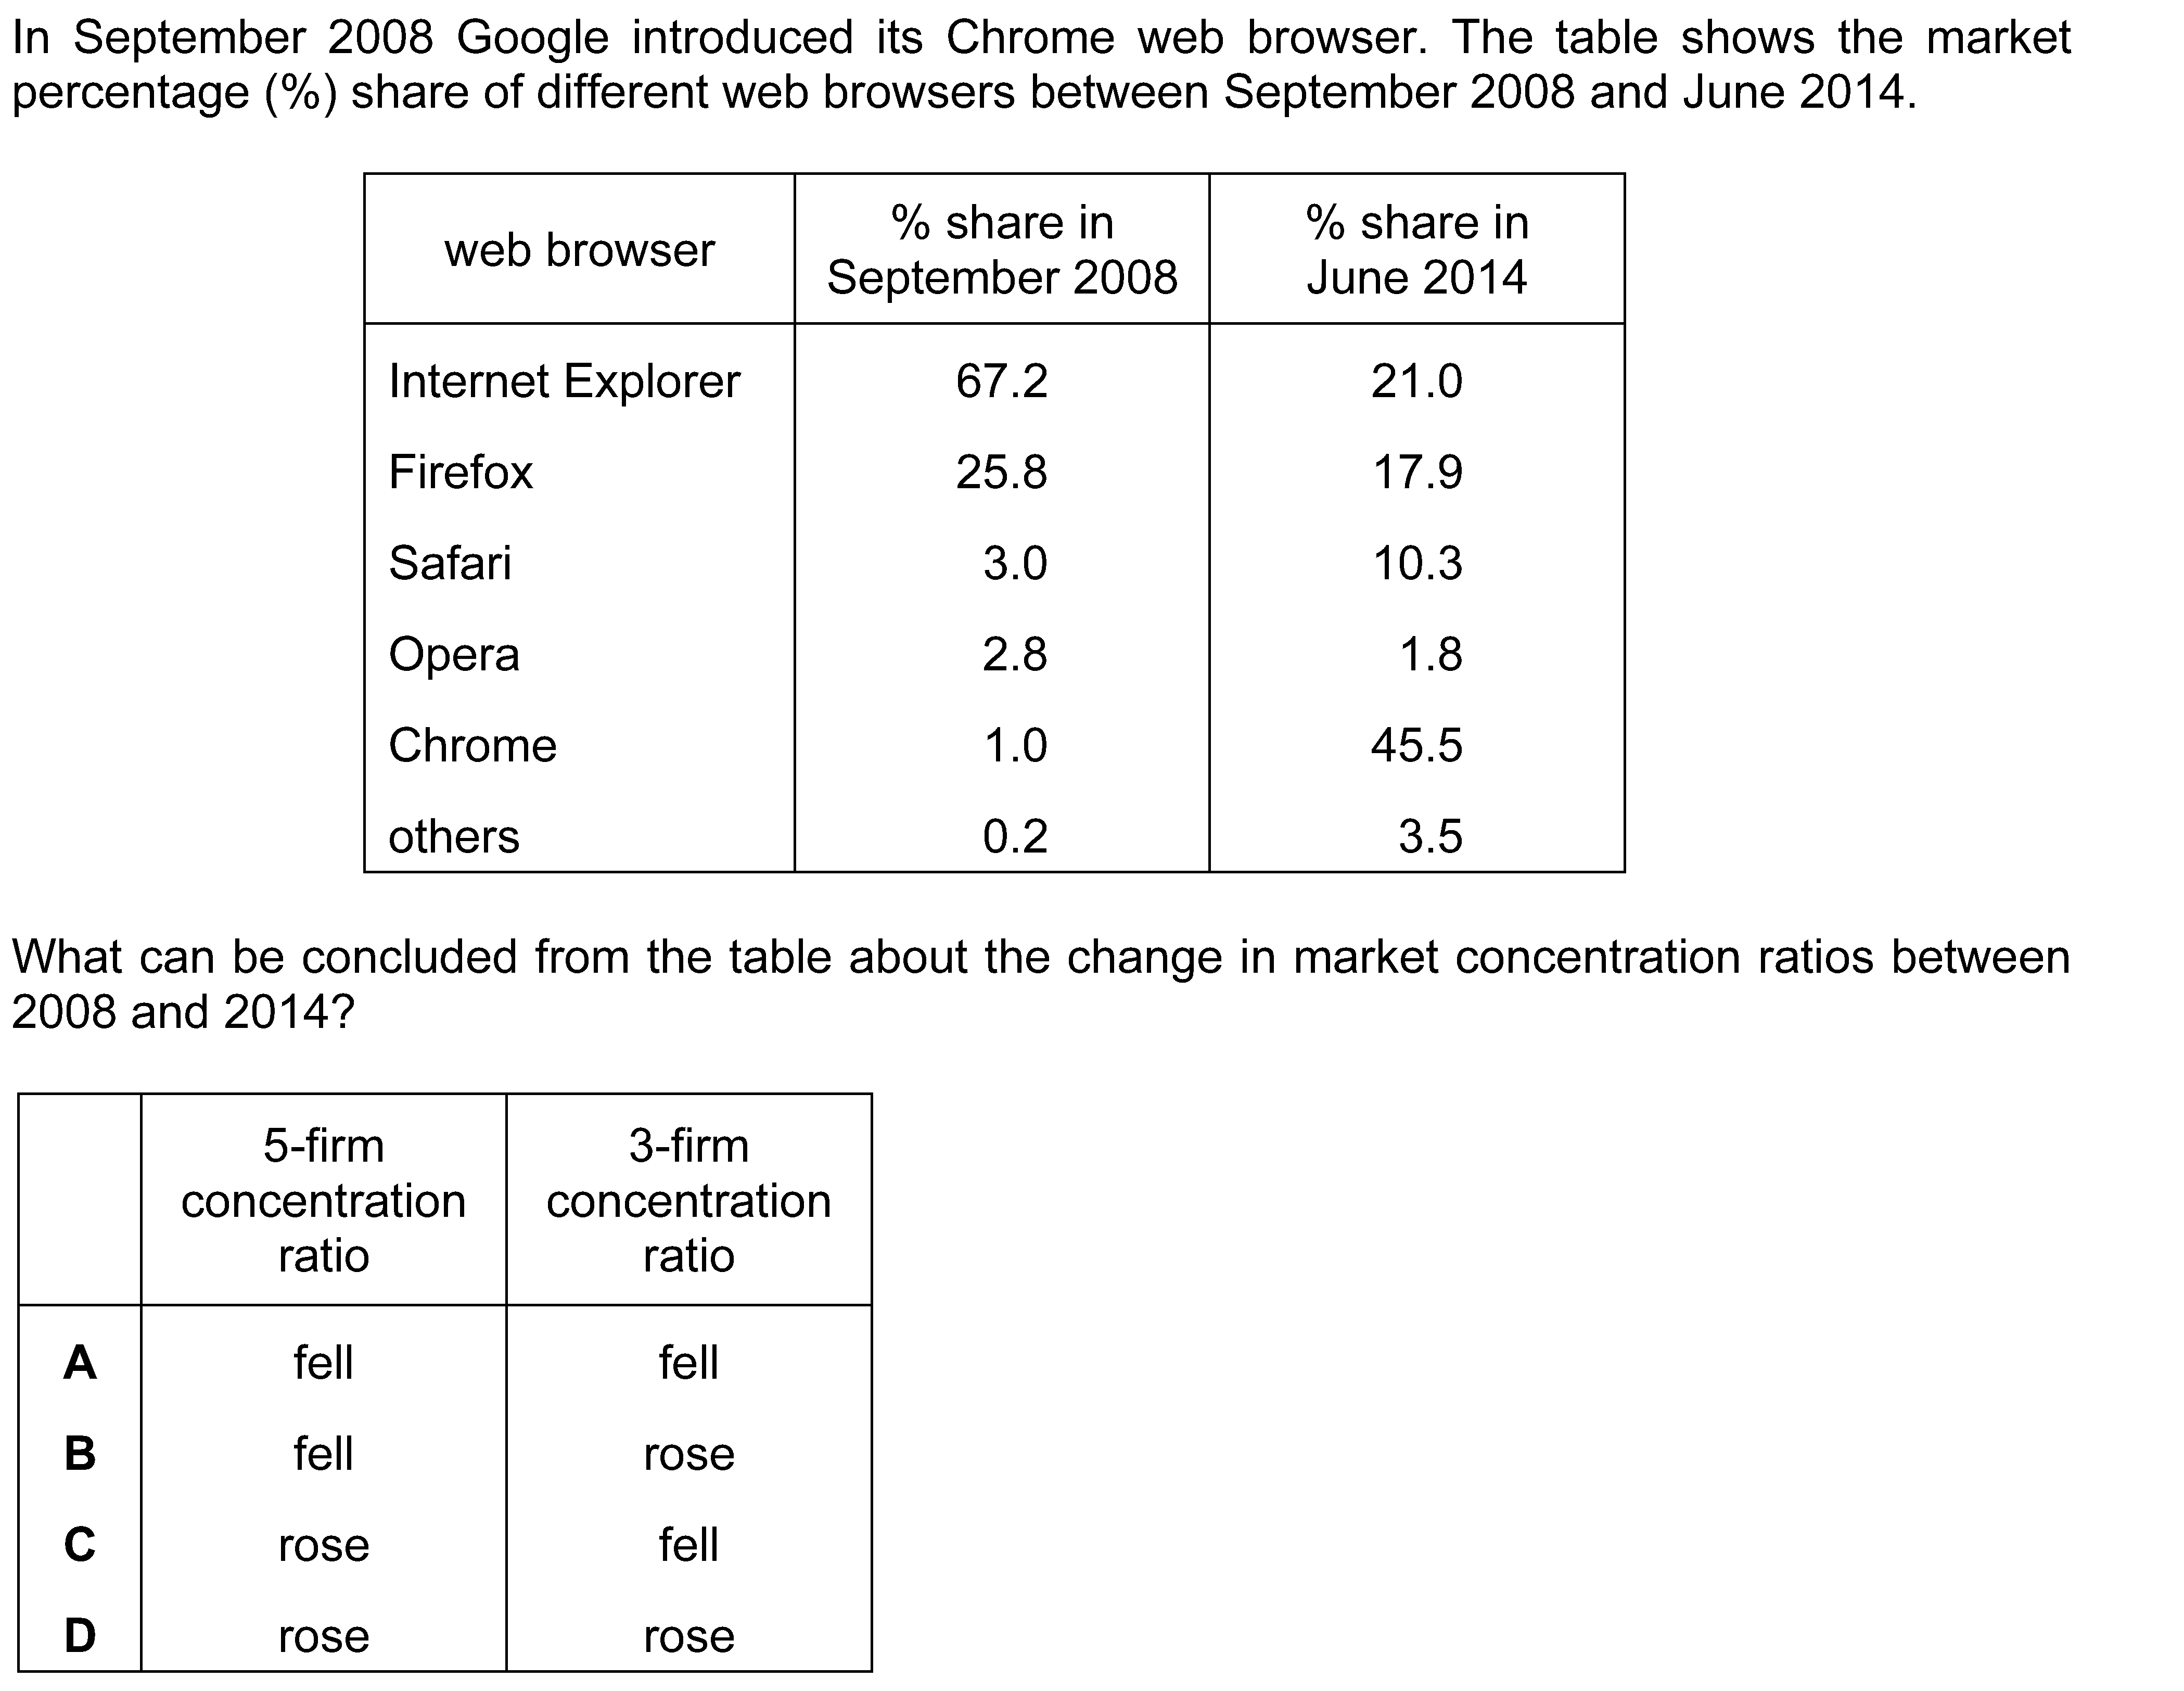 In September 2008 Google introduced its Chrome web browser. The table shows the market
percentage (%) share of different web browsers between September 2008 and June 2014.
web browser % share in September 2008 % share in June 2014
Internet Explorer 67.2 21.0
Firefox 25.8 17.9
Safari 3.0 10.3
Opera 2.8 1.8
Chrome 1.0 45.5
others 0.2 3.5
What can be concluded from the table about the change in market concentration ratios between
2008 and 2014?
5-firm concentration ratio 3-firm concentration ratio
A fell fell
B fell rose
C rose fell
D rose rose